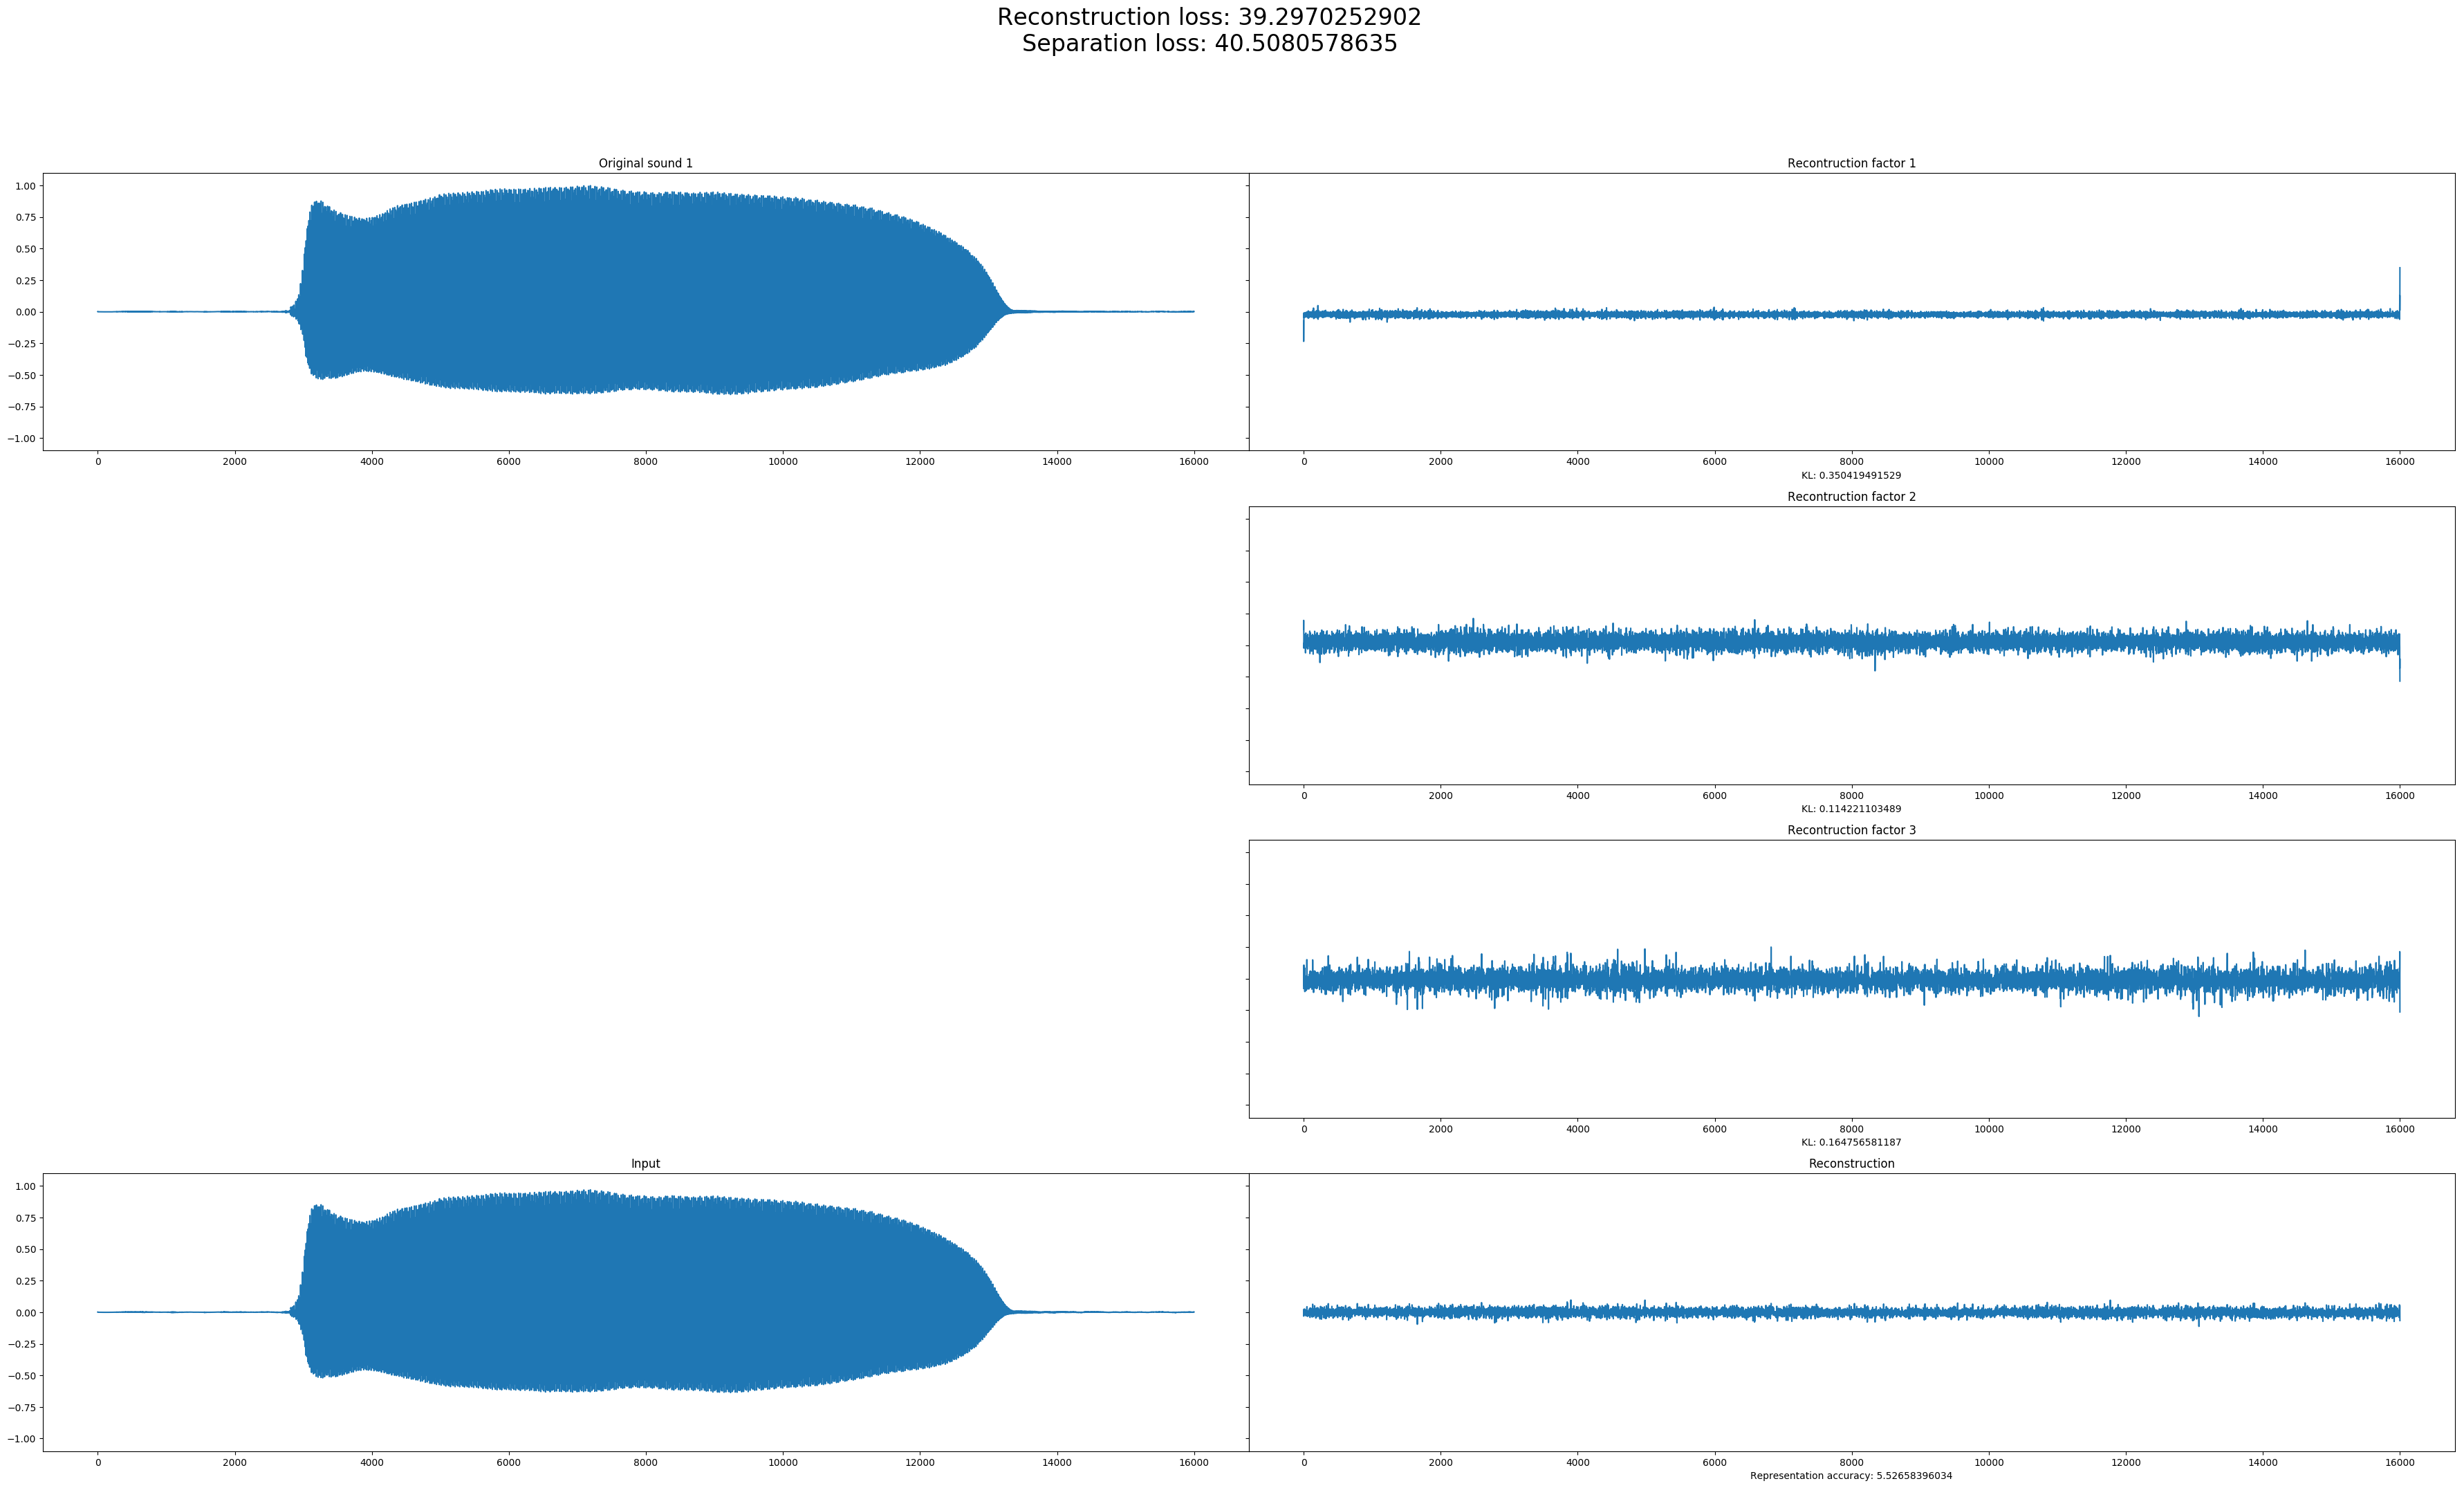 Reconstruction loss: 39.2970252902
Separation loss: 40.5080578635
Original sound 1
1.00
0.75
0.50
0.25
0.00
−0.25
−0.50
−0.75
−1.00
0 2000 4000 6000 8000 10000 12000 14000 16000
Recontruction factor 1
0 2000 4000 6000 8000 10000 12000 14000 16000
KL: 0.350419491529
Recontruction factor 2
0 2000 4000 6000 8000 10000 12000 14000 16000
KL: 0.114221103489
Recontruction factor 3
0 2000 4000 6000 8000 10000 12000 14000 16000
KL: 0.164756581187
Input
1.00
0.75
0.50
0.25
0.00
−0.25
−0.50
−0.75
−1.00
0 2000 4000 6000 8000 10000 12000 14000 16000
Reconstruction
0 2000 4000 6000 8000 10000 12000 14000 16000
Representation accuracy: 5.52658396034